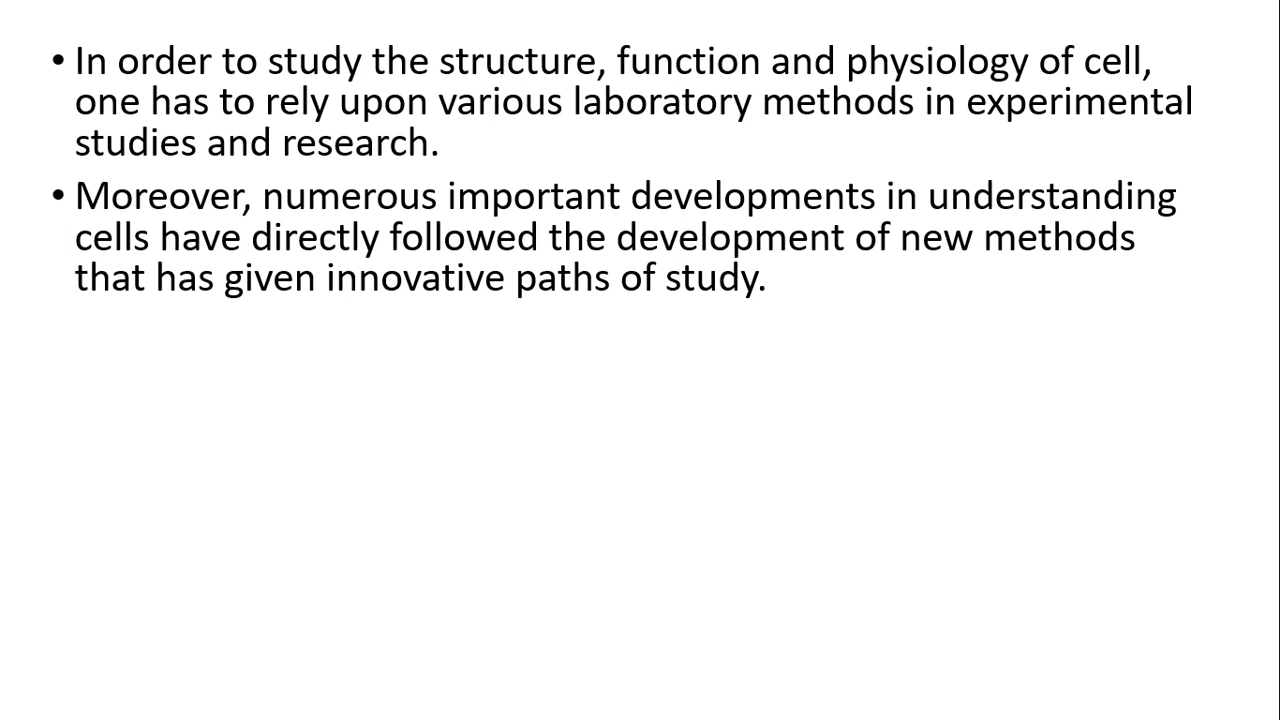 • In order to study the structure, function and physiology of cell,
one has to rely upon various laboratory methods in experimental
studies and research.
• Moreover, numerous important developments in understanding
cells have directly followed the development of new methods
that has given innovative paths of study.